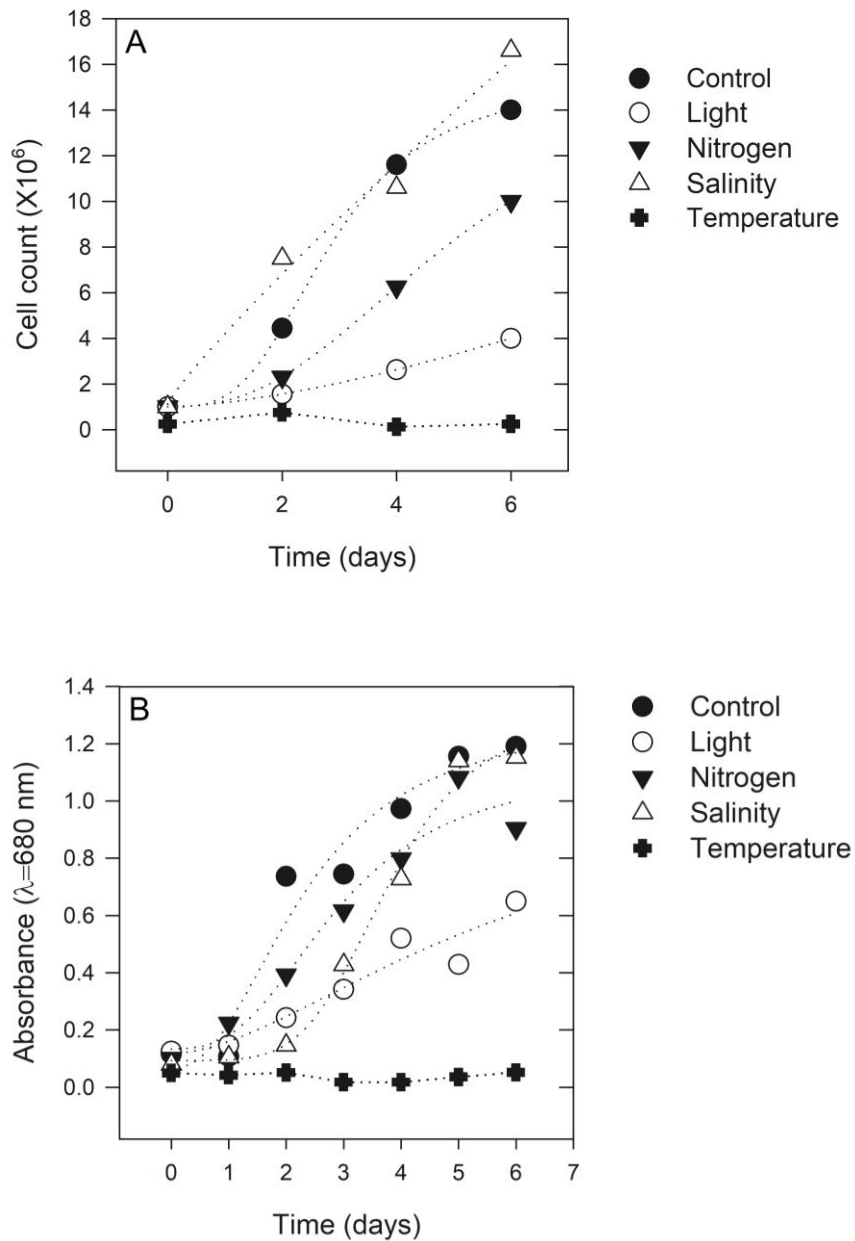 A
18
16
14
12
10
8
6
4
2
0
Cell count (X10⁶)
0 2 4 6
Time (days)
Control
Light
Nitrogen
Salinity
Temperature
B
1.4
1.2
1.0
0.8
0.6
0.4
0.2
0.0
Absorbance (λ=680 nm)
0 1 2 3 4 5 6 7
Time (days)
Control
Light
Nitrogen
Salinity
Temperature